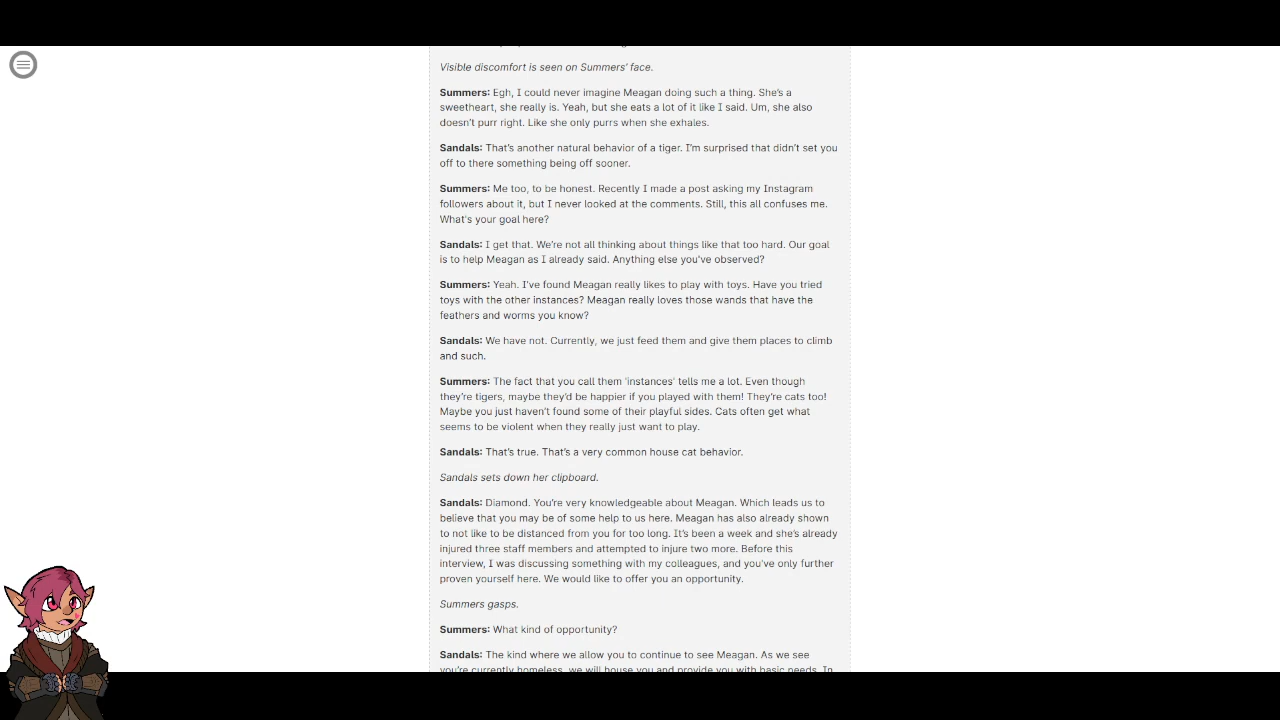 Visible discomfort is seen on Summers' face.
Summers: Egh, I could never imagine Meagan doing such a thing. She's a
sweetheart, she really is. Yeah, but she eats a lot of it like I said. Um, she also
doesn't purr right. Like she only purrs when she exhales.
Sandals: That's another natural behavior of a tiger. I'm surprised that didn't set you
off to there something being off sooner.
Summers: Me too, to be honest. Recently I made a post asking my Instagram
followers about it, but I never looked at the comments. Still, this all confuses me.
What's your goal here?
Sandals: I get that. We're not all thinking about things like that too hard. Our goal
is to help Meagan as I already said. Anything else you've observed?
Summers: Yeah. I've found Meagan really likes to play with toys. Have you tried
toys with the other instances? Meagan really loves those wands that have the
feathers and worms you know?
Sandals: We have not. Currently, we just feed them and give them places to climb
and such.
Summers: The fact that you call them 'instances' tells me a lot. Even though
they're tigers, maybe they'd be happier if you played with them! They're cats too!
Maybe you just haven't found some of their playful sides. Cats often get what
seems to be violent when they really just want to play.
Sandals: That's true. That's a very common house cat behavior.
Sandals sets down her clipboard.
Sandals: Diamond. You're very knowledgeable about Meagan. Which leads us to
believe that you may be of some help to us here. Meagan has also already shown
to not like to be distanced from you for too long. It's been a week and she's already
injured three staff members and attempted to injure two more. Before this
interview, I was discussing something with my colleagues, and you've only further
proven yourself here. We would like to offer you an opportunity.
Summers gasps.
Summers: What kind of opportunity?
Sandals: The kind where we allow you to continue to see Meagan. As we see
you're currently homeless, we will house you and provide you with basic needs. In